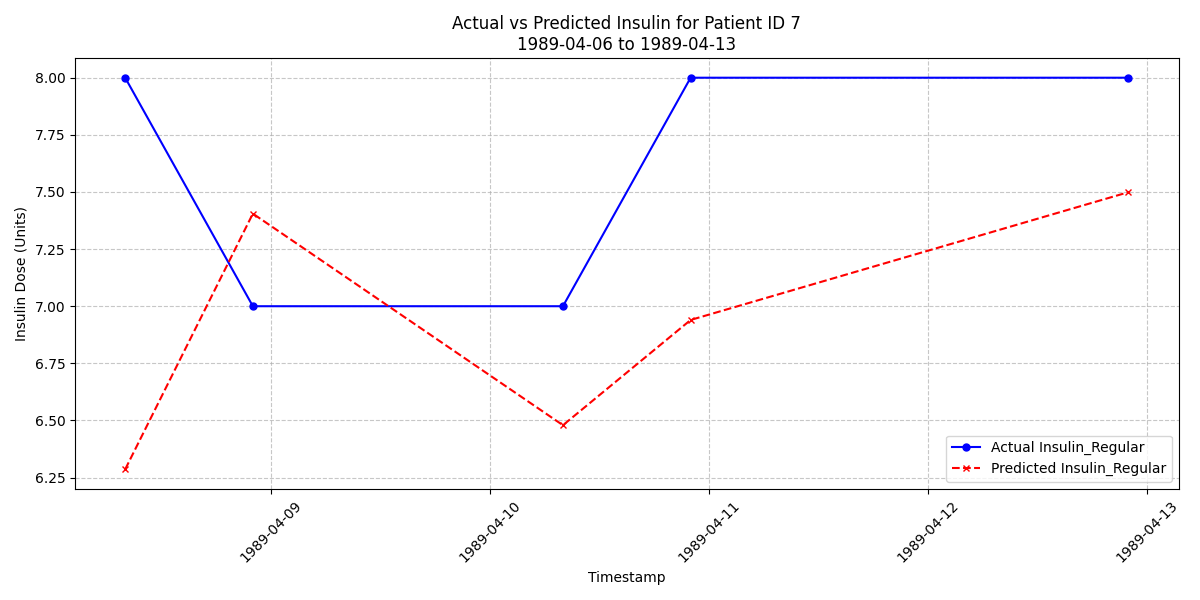 Actual vs Predicted Insulin for Patient ID 7
1989-04-06 to 1989-04-13
8.00
7.75
7.50
7.25
7.00
6.75
6.50
6.25
Insulin Dose (Units)
Actual Insulin_Regular
Predicted Insulin_Regular
1989-04-09
1989-04-10
1989-04-11
1989-04-12
1989-04-13
Timestamp